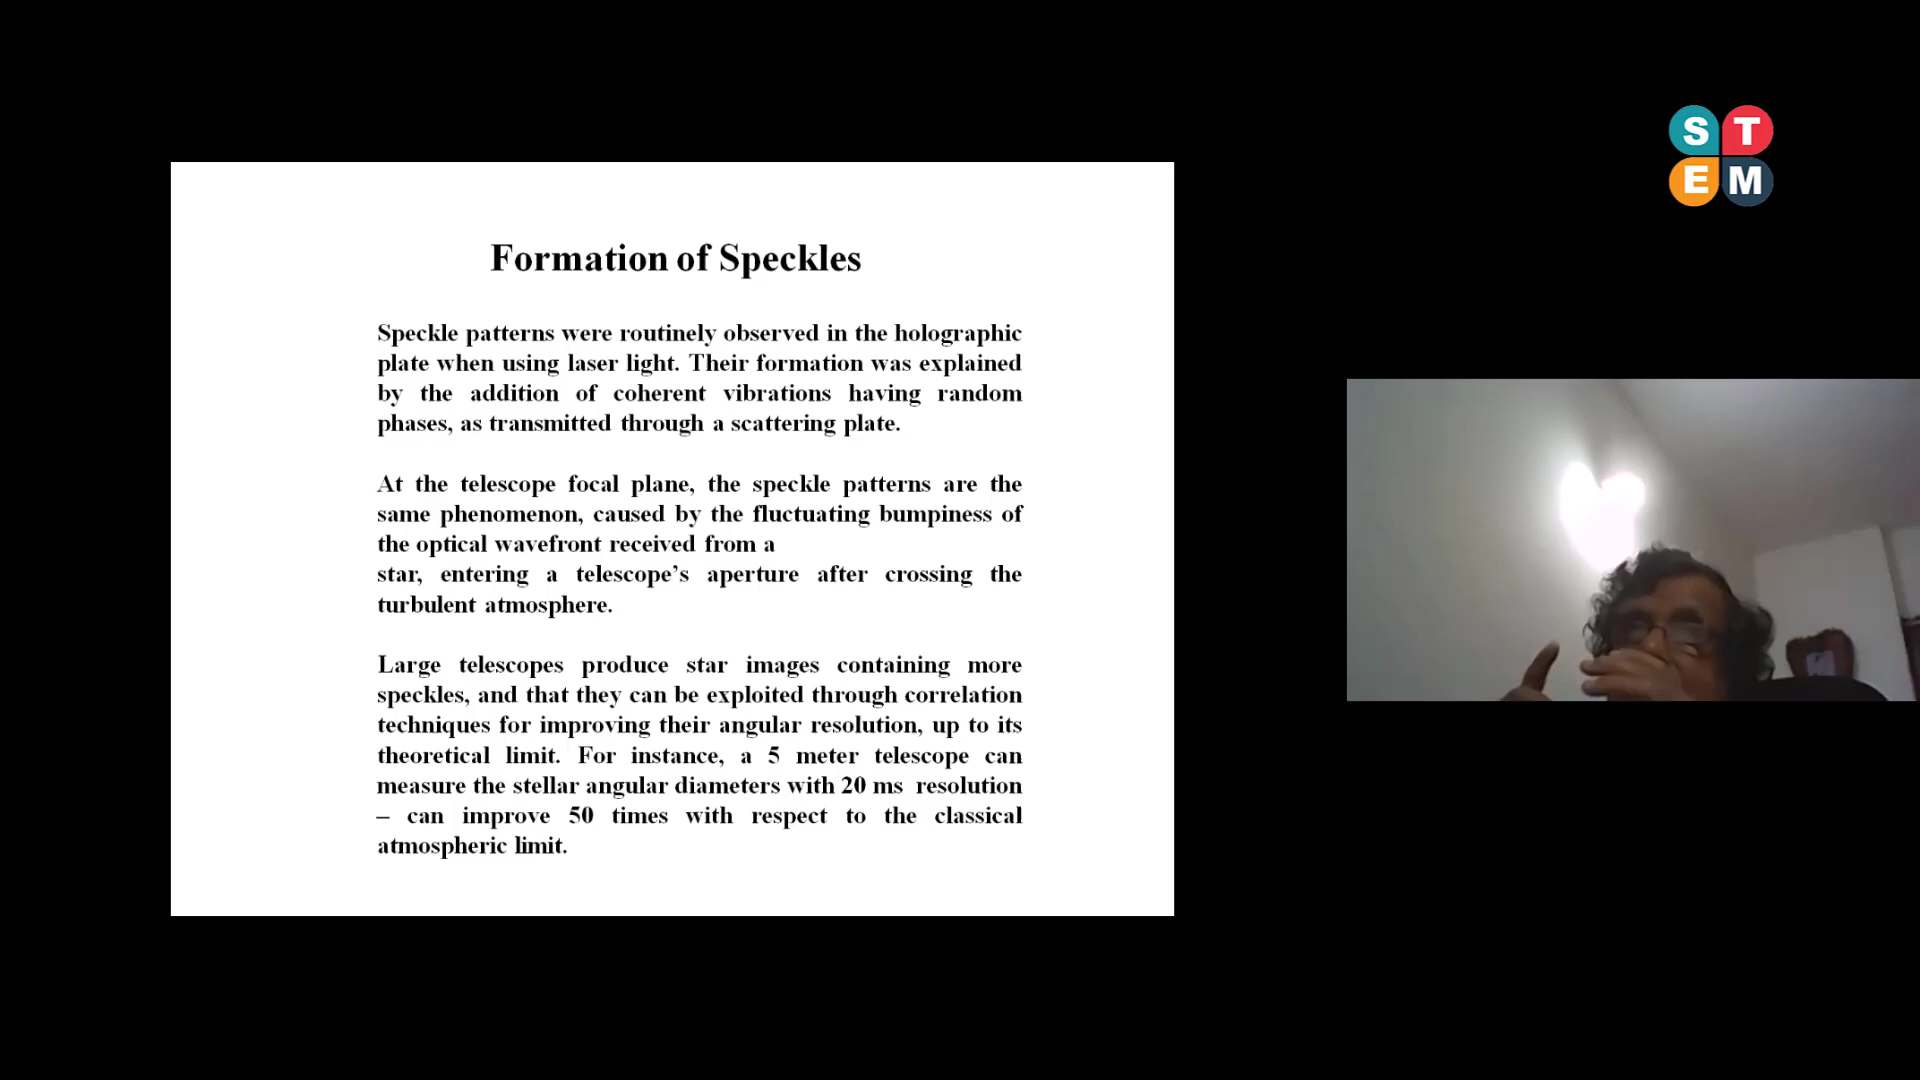 S T
E M
Formation of Speckles
Speckle patterns were routinely observed in the holographic
plate when using laser light. Their formation was explained
by the addition of coherent vibrations having random
phases, as transmitted through a scattering plate.
At the telescope focal plane, the speckle patterns are the
same phenomenon, caused by the fluctuating bumpiness of
the optical wavefront received from a
star, entering a telescope’s aperture after crossing the
turbulent atmosphere.
Large telescopes produce star images containing more
speckles, and that they can be exploited through correlation
techniques for improving their angular resolution, up to its
theoretical limit. For instance, a 5 meter telescope can
measure the stellar angular diameters with 20 ms resolution
– can improve 50 times with respect to the classical
atmospheric limit.